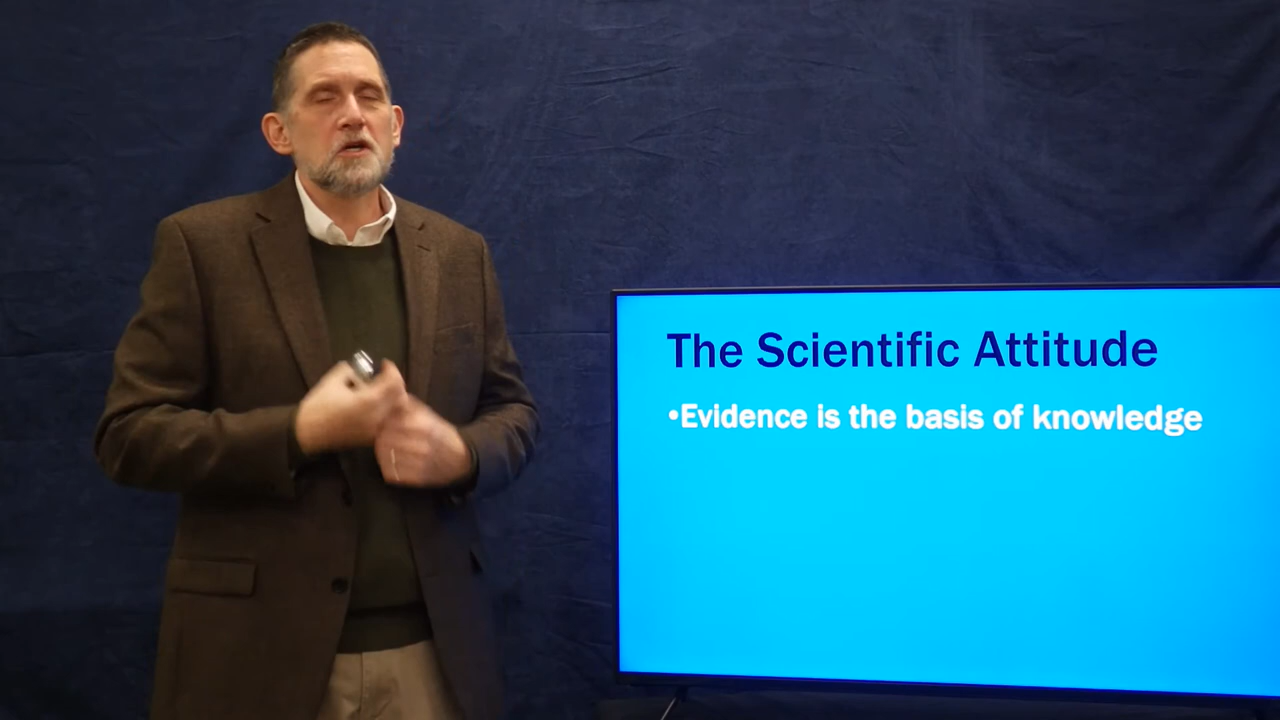 The Scientific Attitude
•Evidence is the basis of knowledge